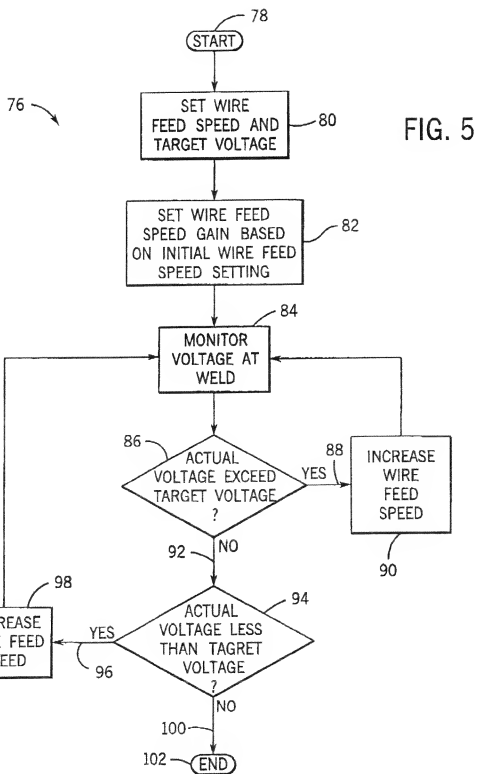 78
START
76
SET WIRE
FEED SPEED AND
TARGET VOLTAGE
80
FIG. 5
SET WIRE FEED
SPEED GAIN BASED
ON INITIAL WIRE FEED
SPEED SETTING
82
84
MONITOR
VOLTAGE AT
WELD
86
ACTUAL
VOLTAGE EXCEED
TARGET VOLTAGE
?
YES
88
INCREASE
WIRE
FEED
SPEED
90
92
NO
94
ACTUAL
VOLTAGE LESS
THAN TAGRET
VOLTAGE
?
YES
96
98
REASE
FEED
EED
NO
100
102
END